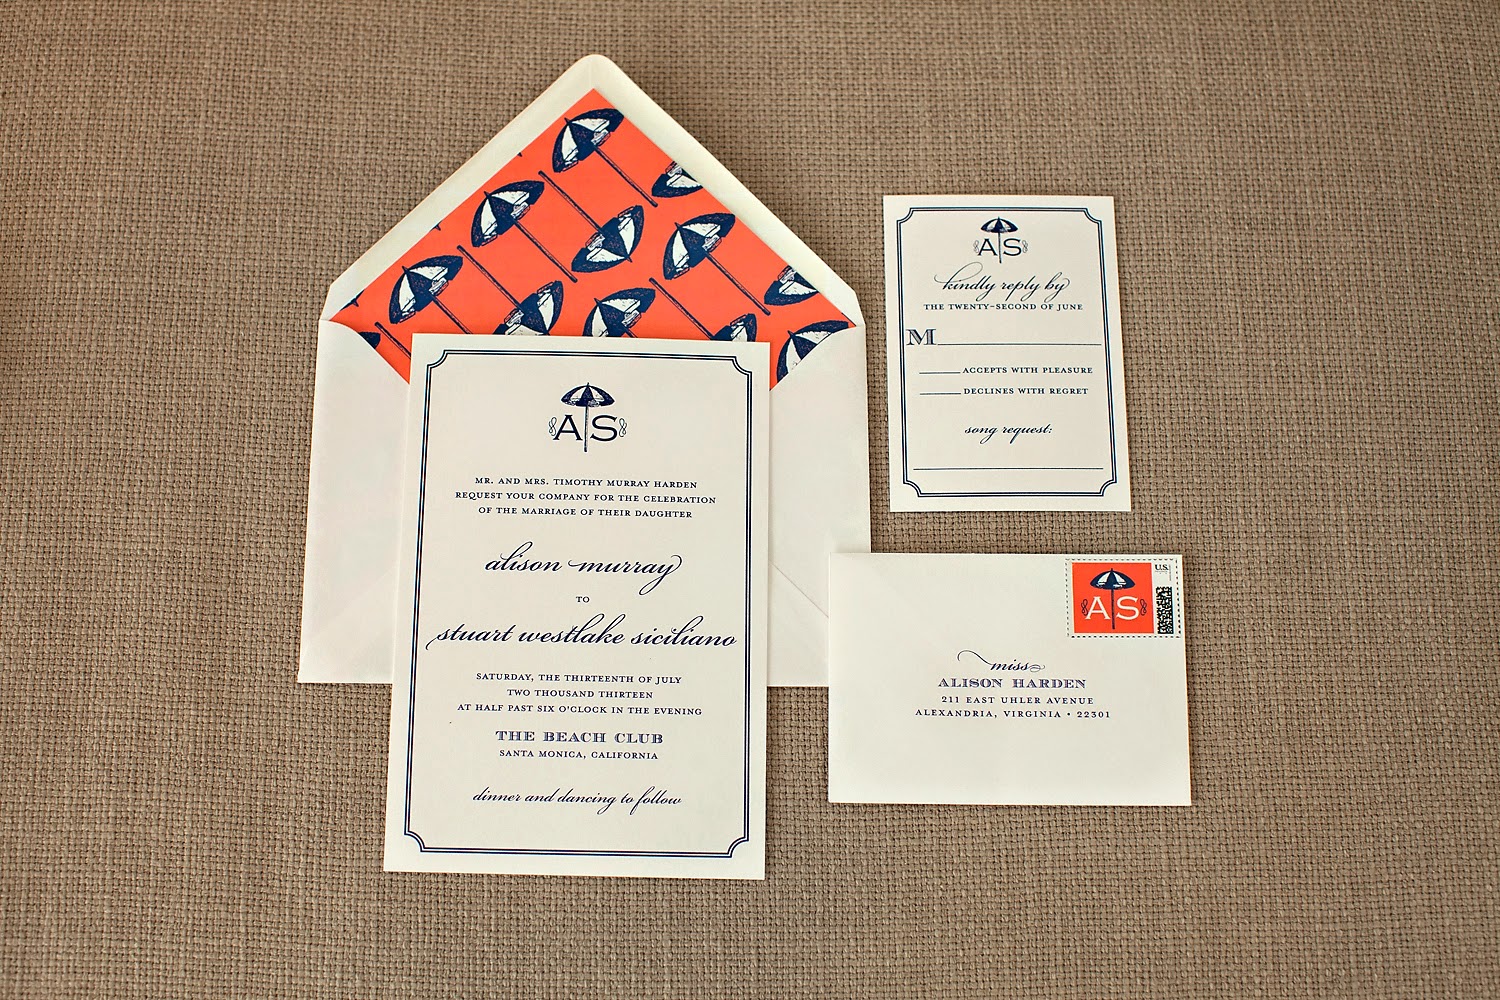 A S
MR. AND MRS. TIMOTHY MURRAY HARDEN
REQUEST YOUR COMPANY FOR THE CELEBRATION
OF THE MARRIAGE OF THEIR DAUGHTER
alison murray
TO
stuart westlake siciliano
SATURDAY, THE THIRTEENTH OF JULY
TWO THOUSAND THIRTEEN
AT HALF PAST SIX O'CLOCK IN THE EVENING
THE BEACH CLUB
SANTA MONICA, CALIFORNIA
dinner and dancing to follow
A S
kindly reply by
THE TWENTY-SECOND OF JUNE
M
ACCEPTS WITH PLEASURE
DECLINES WITH REGRET
song request:
U.S.
A S
miss
ALISON HARDEN
211 EAST UHLER AVENUE
ALEXANDRIA, VIRGINIA • 22301